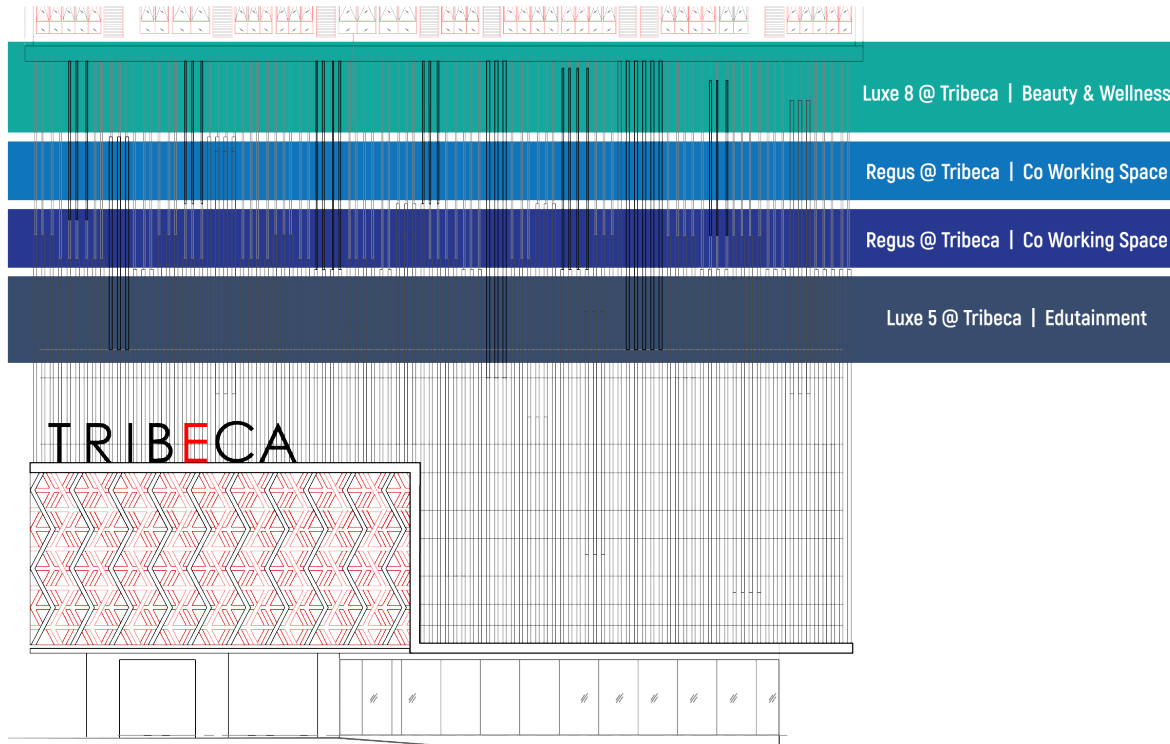 Luxe 8 @ Tribeca | Beauty & Wellness
Regus @ Tribeca | Co Working Space
Regus @ Tribeca | Co Working Space
Luxe 5 @ Tribeca | Edutainment
TRIBECA